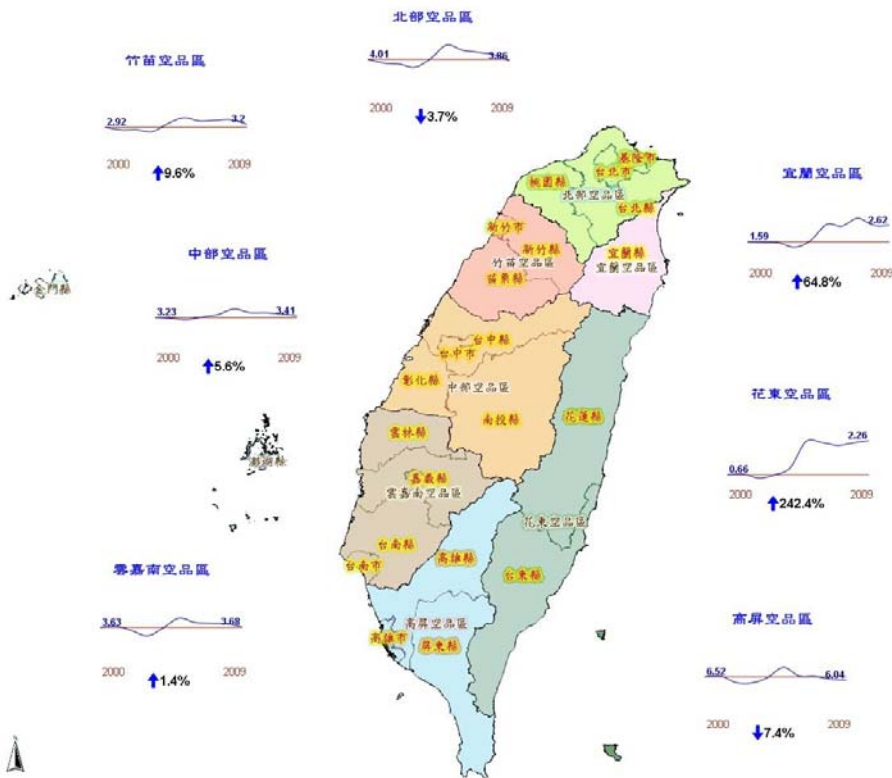 北部空品區
4.01
3.86
2000
2009
3.7%
竹苗空品區
2.92
3.2
2000
2009
9.6%
宜蘭空品區
1.59
2.62
2000
2009
64.8%
中部空品區
3.23
3.41
2000
2009
5.6%
花東空品區
0.66
2.26
2000
2009
242.4%
雲嘉南空品區
3.63
3.68
2000
2009
1.4%
高屏空品區
6.52
6.04
2000
2009
7.4%
基隆市
台北市
桃園縣
北部空品區
台北縣
新竹市
新竹縣
竹苗空品區
苗栗縣
宜蘭縣
宜蘭空品區
金門縣
台中縣
台中市
彰化縣
中部空品區
南投縣
花蓮縣
雲林縣
澎湖縣
嘉義縣
雲嘉南空品區
花東空品區
台南縣
台南市
高雄縣
台東縣
高屏空品區
高雄市
屏東縣